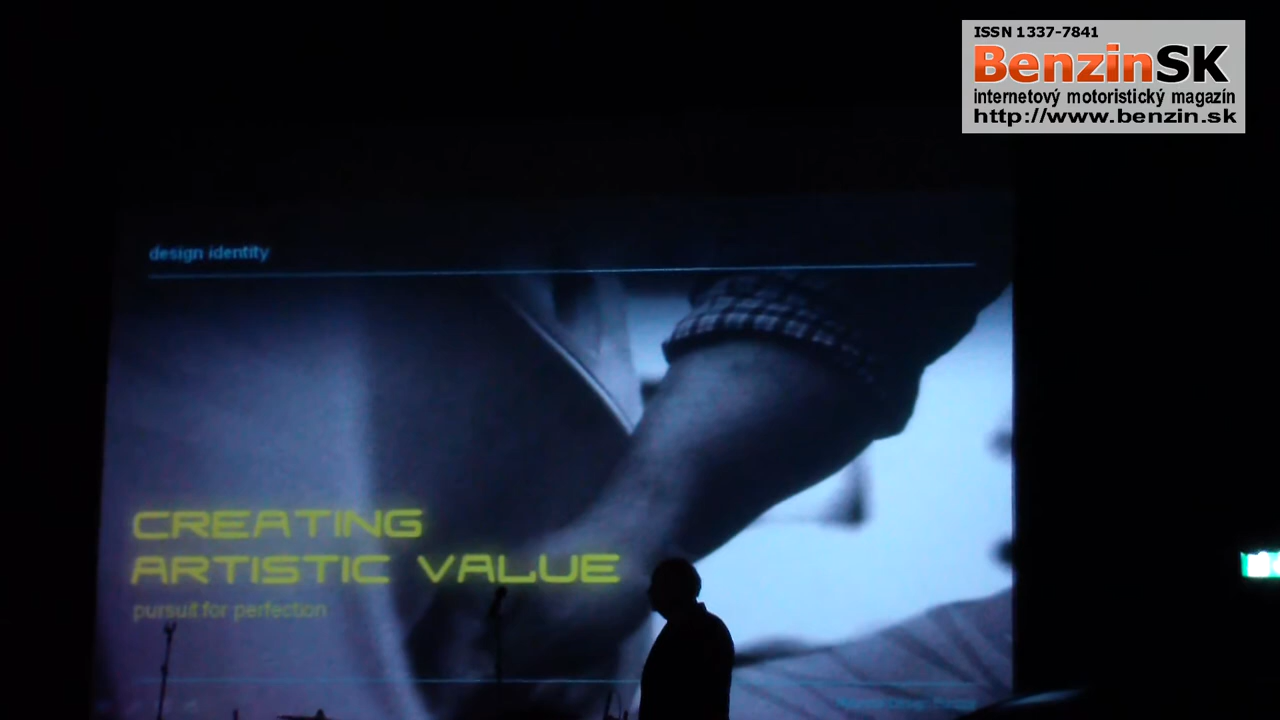 ISSN 1337-7841
BenzinSK
internetový motoristický magazín
http://www.benzin.sk
design identity
CREATING
ARTISTIC VALUE
pursuit for perfection